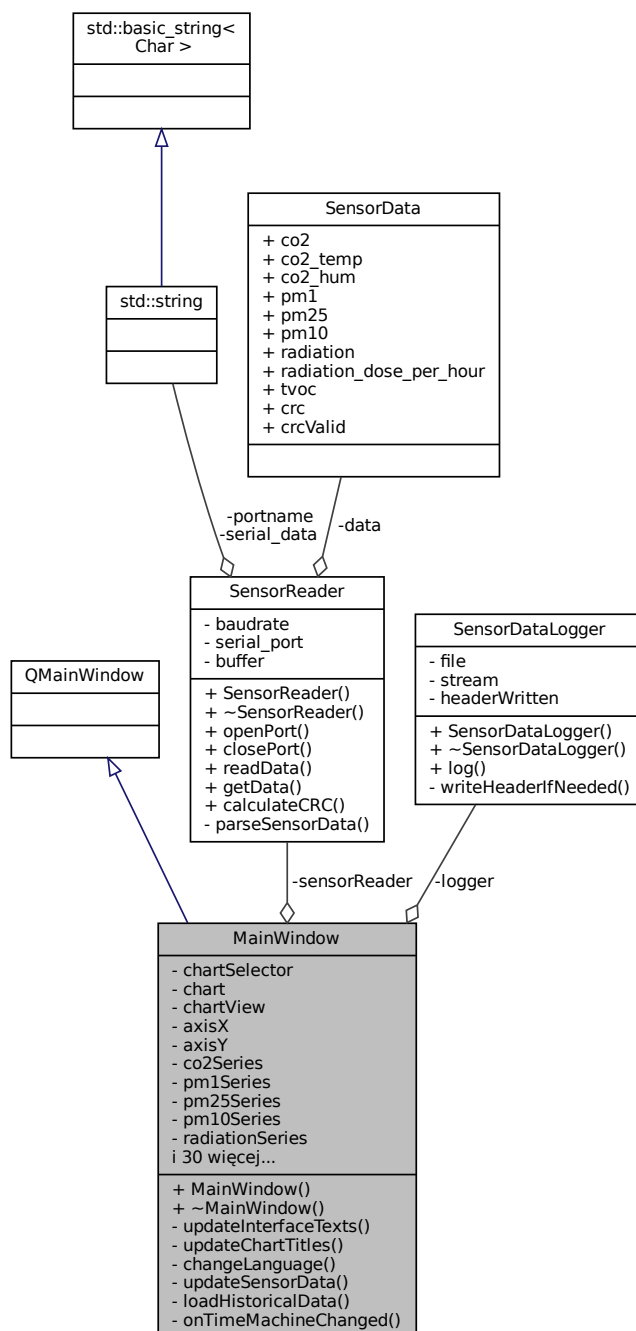 std::basic_string<
Char >
SensorData
+ co2
+ co2_temp
+ co2_hum
+ pm1
+ pm25
+ pm10
+ radiation
+ radiation_dose_per_hour
+ tvoc
+ crc
+ crcValid
std::string
-portname
-serial_data
-data
SensorReader
- baudrate
- serial_port
- buffer
+ SensorReader()
+ ~SensorReader()
+ openPort()
+ closePort()
+ readData()
+ getData()
+ calculateCRC()
- parseSensorData()
SensorDataLogger
- file
- stream
- headerWritten
+ SensorDataLogger()
+ ~SensorDataLogger()
+ log()
- writeHeaderIfNeeded()
QMainWindow
-sensorReader
-logger
MainWindow
- chartSelector
- chart
- chartView
- axisX
- axisY
- co2Series
- pm1Series
- pm25Series
- pm10Series
- radiationSeries
i 30 więcej...
+ MainWindow()
+ ~MainWindow()
- updateInterfaceTexts()
- updateChartTitles()
- changeLanguage()
- updateSensorData()
- loadHistoricalData()
- onTimeMachineChanged()